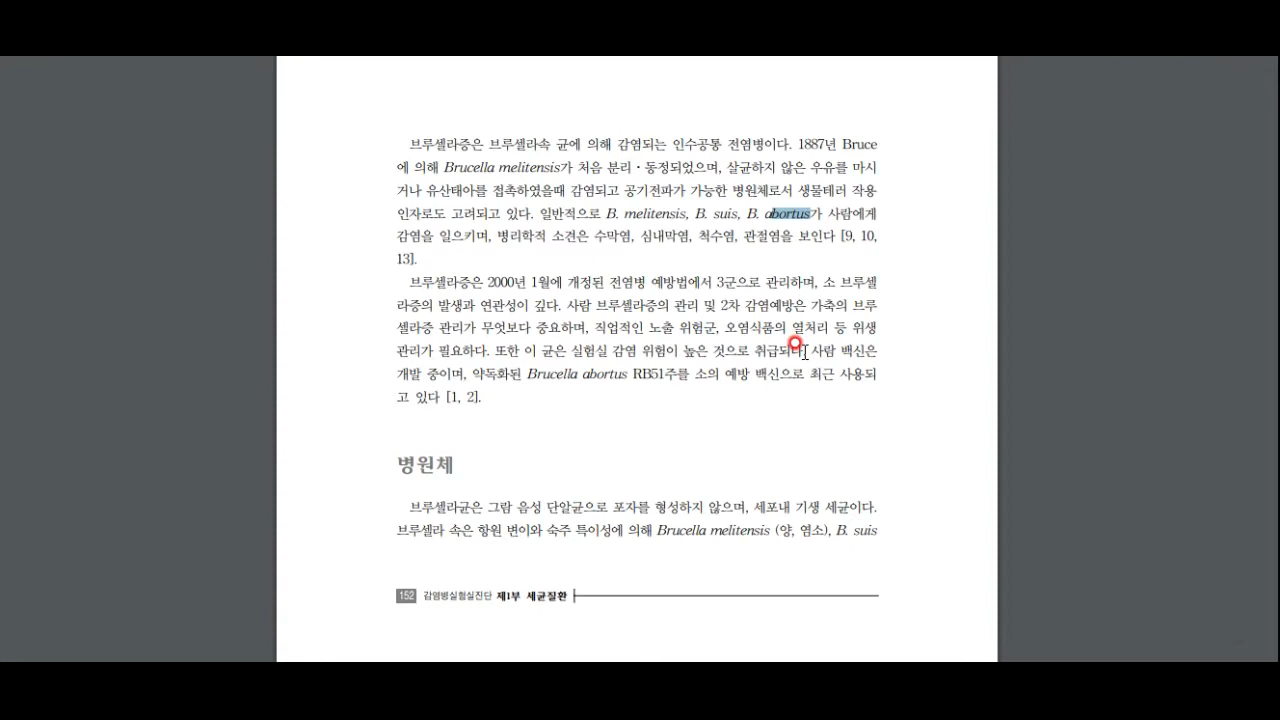 브루셀라증은 브루셀라속 균에 의해 감염되는 인수공통 전염병이다. 1887년 Bruce
에 의해 Brucella melitensis가 처음 분리・동정되었으며, 살균하지 않은 우유를 마시
거나 유산태아를 접촉하였을때 감염되고 공기전파가 가능한 병원체로서 생물테러 작용
인자로도 고려되고 있다. 일반적으로 B. melitensis, B. suis, B. abortus가 사람에게
감염을 일으키며, 병리학적 소견은 수막염, 심내막염, 척수염, 관절염을 보인다 [9, 10,
13].
브루셀라증은 2000년 1월에 개정된 전염병 예방법에서 3군으로 관리하며, 소 브루셀
라증의 발생과 연관성이 깊다. 사람 브루셀라증의 관리 및 2차 감염예방은 가축의 브루
셀라증 관리가 무엇보다 중요하며, 직업적인 노출 위험군, 오염식품의 열처리 등 위생
관리가 필요하다. 또한 이 균은 실험실 감염 위험이 높은 것으로 취급되다. 사람 백신은
개발 중이며, 약독화된 Brucella abortus RB51주를 소의 예방 백신으로 최근 사용되
고 있다 [1, 2].
병원체
브루셀라균은 그람 음성 단알균으로 포자를 형성하지 않으며, 세포내 기생 세균이다.
브루셀라 속은 항원 변이와 숙주 특이성에 의해 Brucella melitensis (양, 염소), B. suis
152 감염병실험실진단 제1부 세균질환